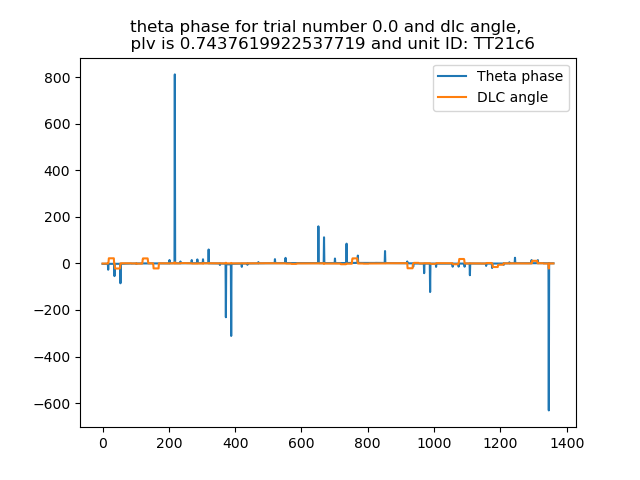 theta phase for trial number 0.0 and dlc angle,
plv is 0.7437619922537719 and unit ID: TT21c6
Theta phase
DLC angle
800
600
400
200
0
−200
−400
−600
0 200 400 600 800 1000 1200 1400